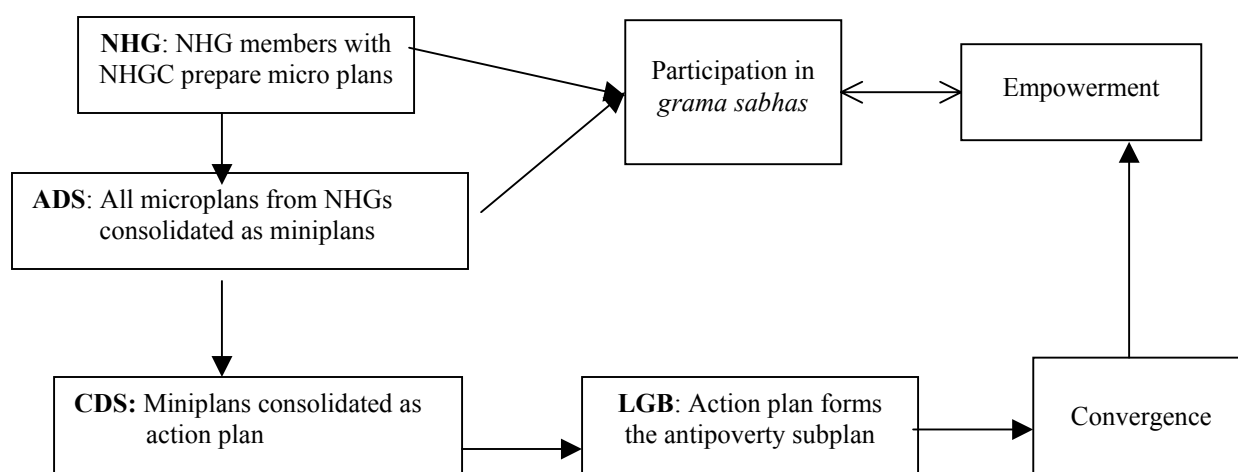 NHG: NHG members with
NHGC prepare micro plans
Participation in
grama sabhas
Empowerment
ADS: All microplans from NHGs
consolidated as miniplans
CDS: Miniplans consolidated as
action plan
LGB: Action plan forms
the antipoverty subplan
Convergence